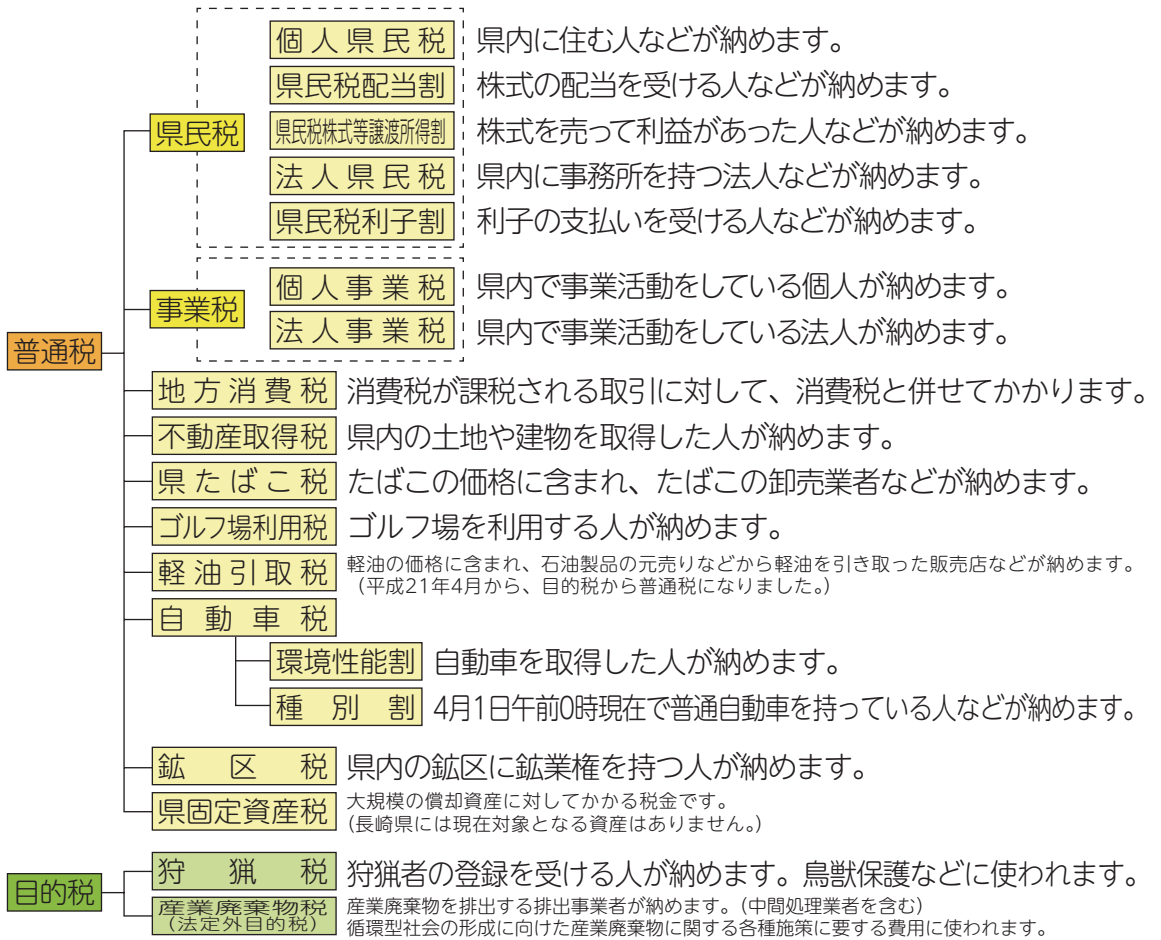 普通税
県民税
個人県民税 県内に住む人などが納めます。
県民税配当割 株式の配当を受ける人などが納めます。
県民税株式等譲渡所得割 株式を売って利益があった人などが納めます。
法人県民税 県内に事務所を持つ法人などが納めます。
県民税利子割 利子の支払いを受ける人などが納めます。
事業税
個人事業税 県内で事業活動をしている個人が納めます。
法人事業税 県内で事業活動をしている法人が納めます。
地方消費税 消費税が課税される取引に対して、消費税と併せてかかります。
不動産取得税 県内の土地や建物を取得した人が納めます。
県たばこ税 たばこの価格に含まれ、たばこの卸売業者などが納めます。
ゴルフ場利用税 ゴルフ場を利用する人が納めます。
軽油引取税 軽油の価格に含まれ、石油製品の元売りなどから軽油を引き取った販売店などが納めます。
（平成21年4月から、目的税から普通税になりました。）
自動車税
環境性能割 自動車を取得した人が納めます。
種別割 4月1日午前0時現在で普通自動車を持っている人などが納めます。
鉱区税 県内の鉱区に鉱業権を持つ人が納めます。
県固定資産税 大規模の償却資産に対してかかる税金です。
（長崎県には現在対象となる資産はありません。）
目的税
狩猟税 狩猟者の登録を受ける人が納めます。鳥獣保護などに使われます。
産業廃棄物税 産業廃棄物を排出する排出事業者が納めます。（中間処理業者を含む）
（法定外目的税） 循環型社会の形成に向けた産業廃棄物に関する各種施策に要する費用に使われます。